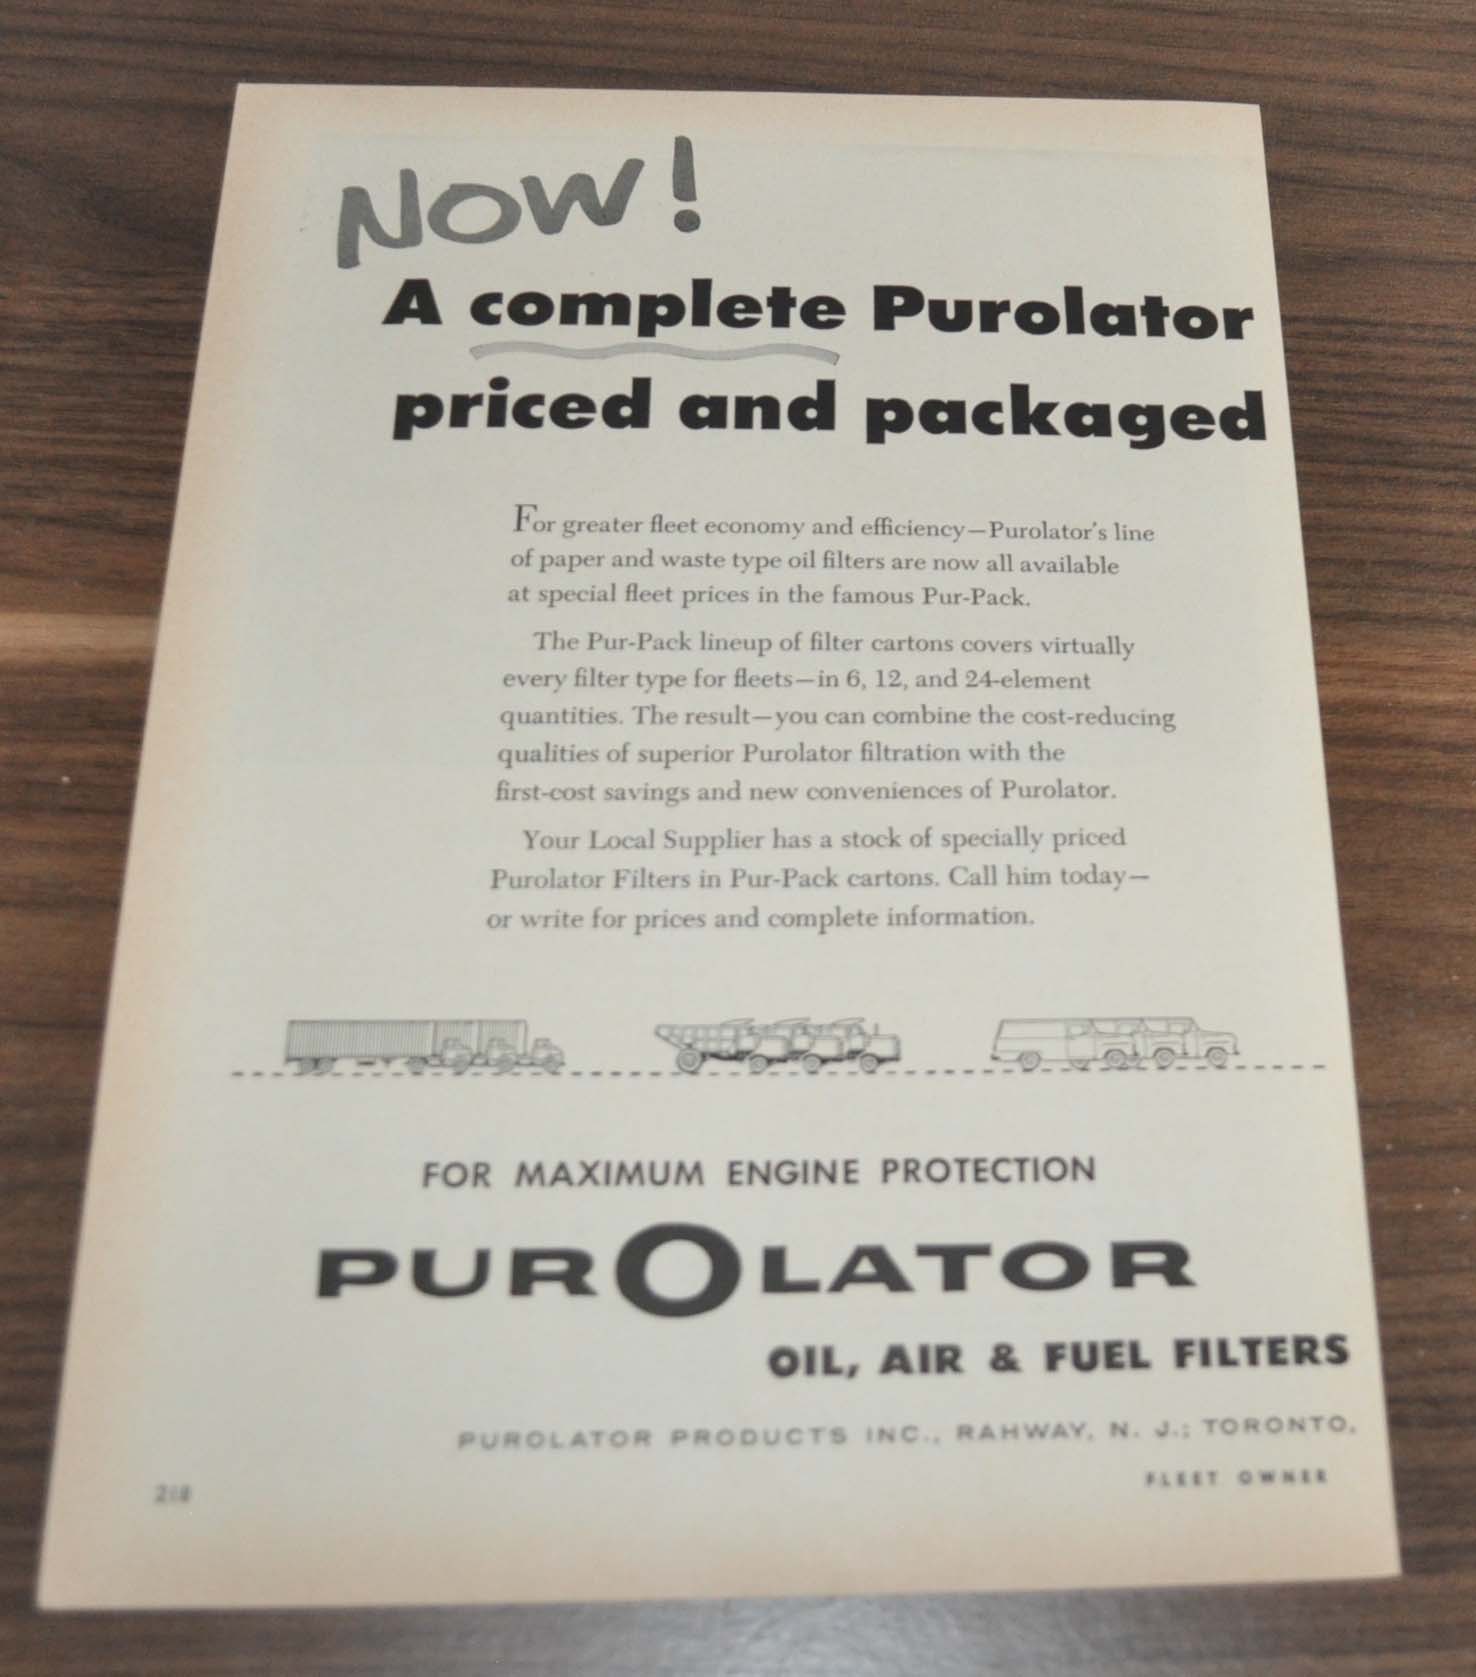 NOW!
A complete Purolator
priced and packaged
For greater fleet economy and efficiency—Purolator's line
of paper and waste type oil filters are now all available
at special fleet prices in the famous Pur-Pack.
The Pur-Pack lineup of filter cartons covers virtually
every filter type for fleets—in 6, 12, and 24-element
quantities. The result—you can combine the cost-reducing
qualities of superior Purolator filtration with the
first-cost savings and new conveniences of Purolator.
Your Local Supplier has a stock of specially priced
Purolator Filters in Pur-Pack cartons. Call him today—
or write for prices and complete information.
FOR MAXIMUM ENGINE PROTECTION
PUROLATOR
OIL, AIR & FUEL FILTERS
PUROLATOR PRODUCTS INC., RAHWAY, N. J.; TORONTO,
FLEET OWNER